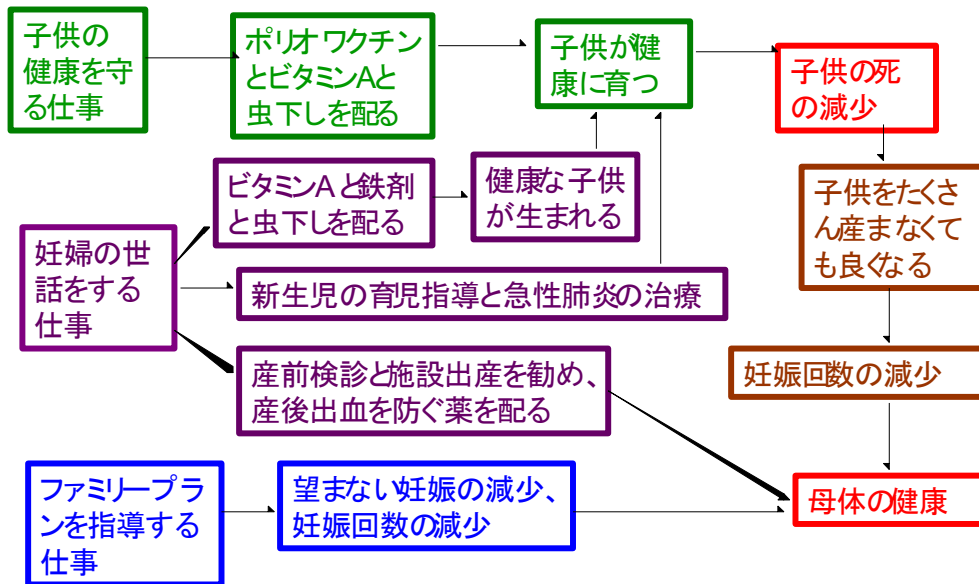 子供の
健康を守
る仕事
ポリオワクチン
とビタミンAと
虫下しを配る
子供が健
康に育つ
子供の死
の減少
ビタミンAと鉄剤
と虫下しを配る
健康な子供
が生まれる
子供をたくさ
ん産まなくて
も良くなる
妊婦の世
話をする
仕事
新生児の育児指導と急性肺炎の治療
産前検診と施設出産を勧め、
産後出血を防ぐ薬を配る
妊娠回数の減少
ファミリープラ
ンを指導する
仕事
望まない妊娠の減少、
妊娠回数の減少
母体の健康